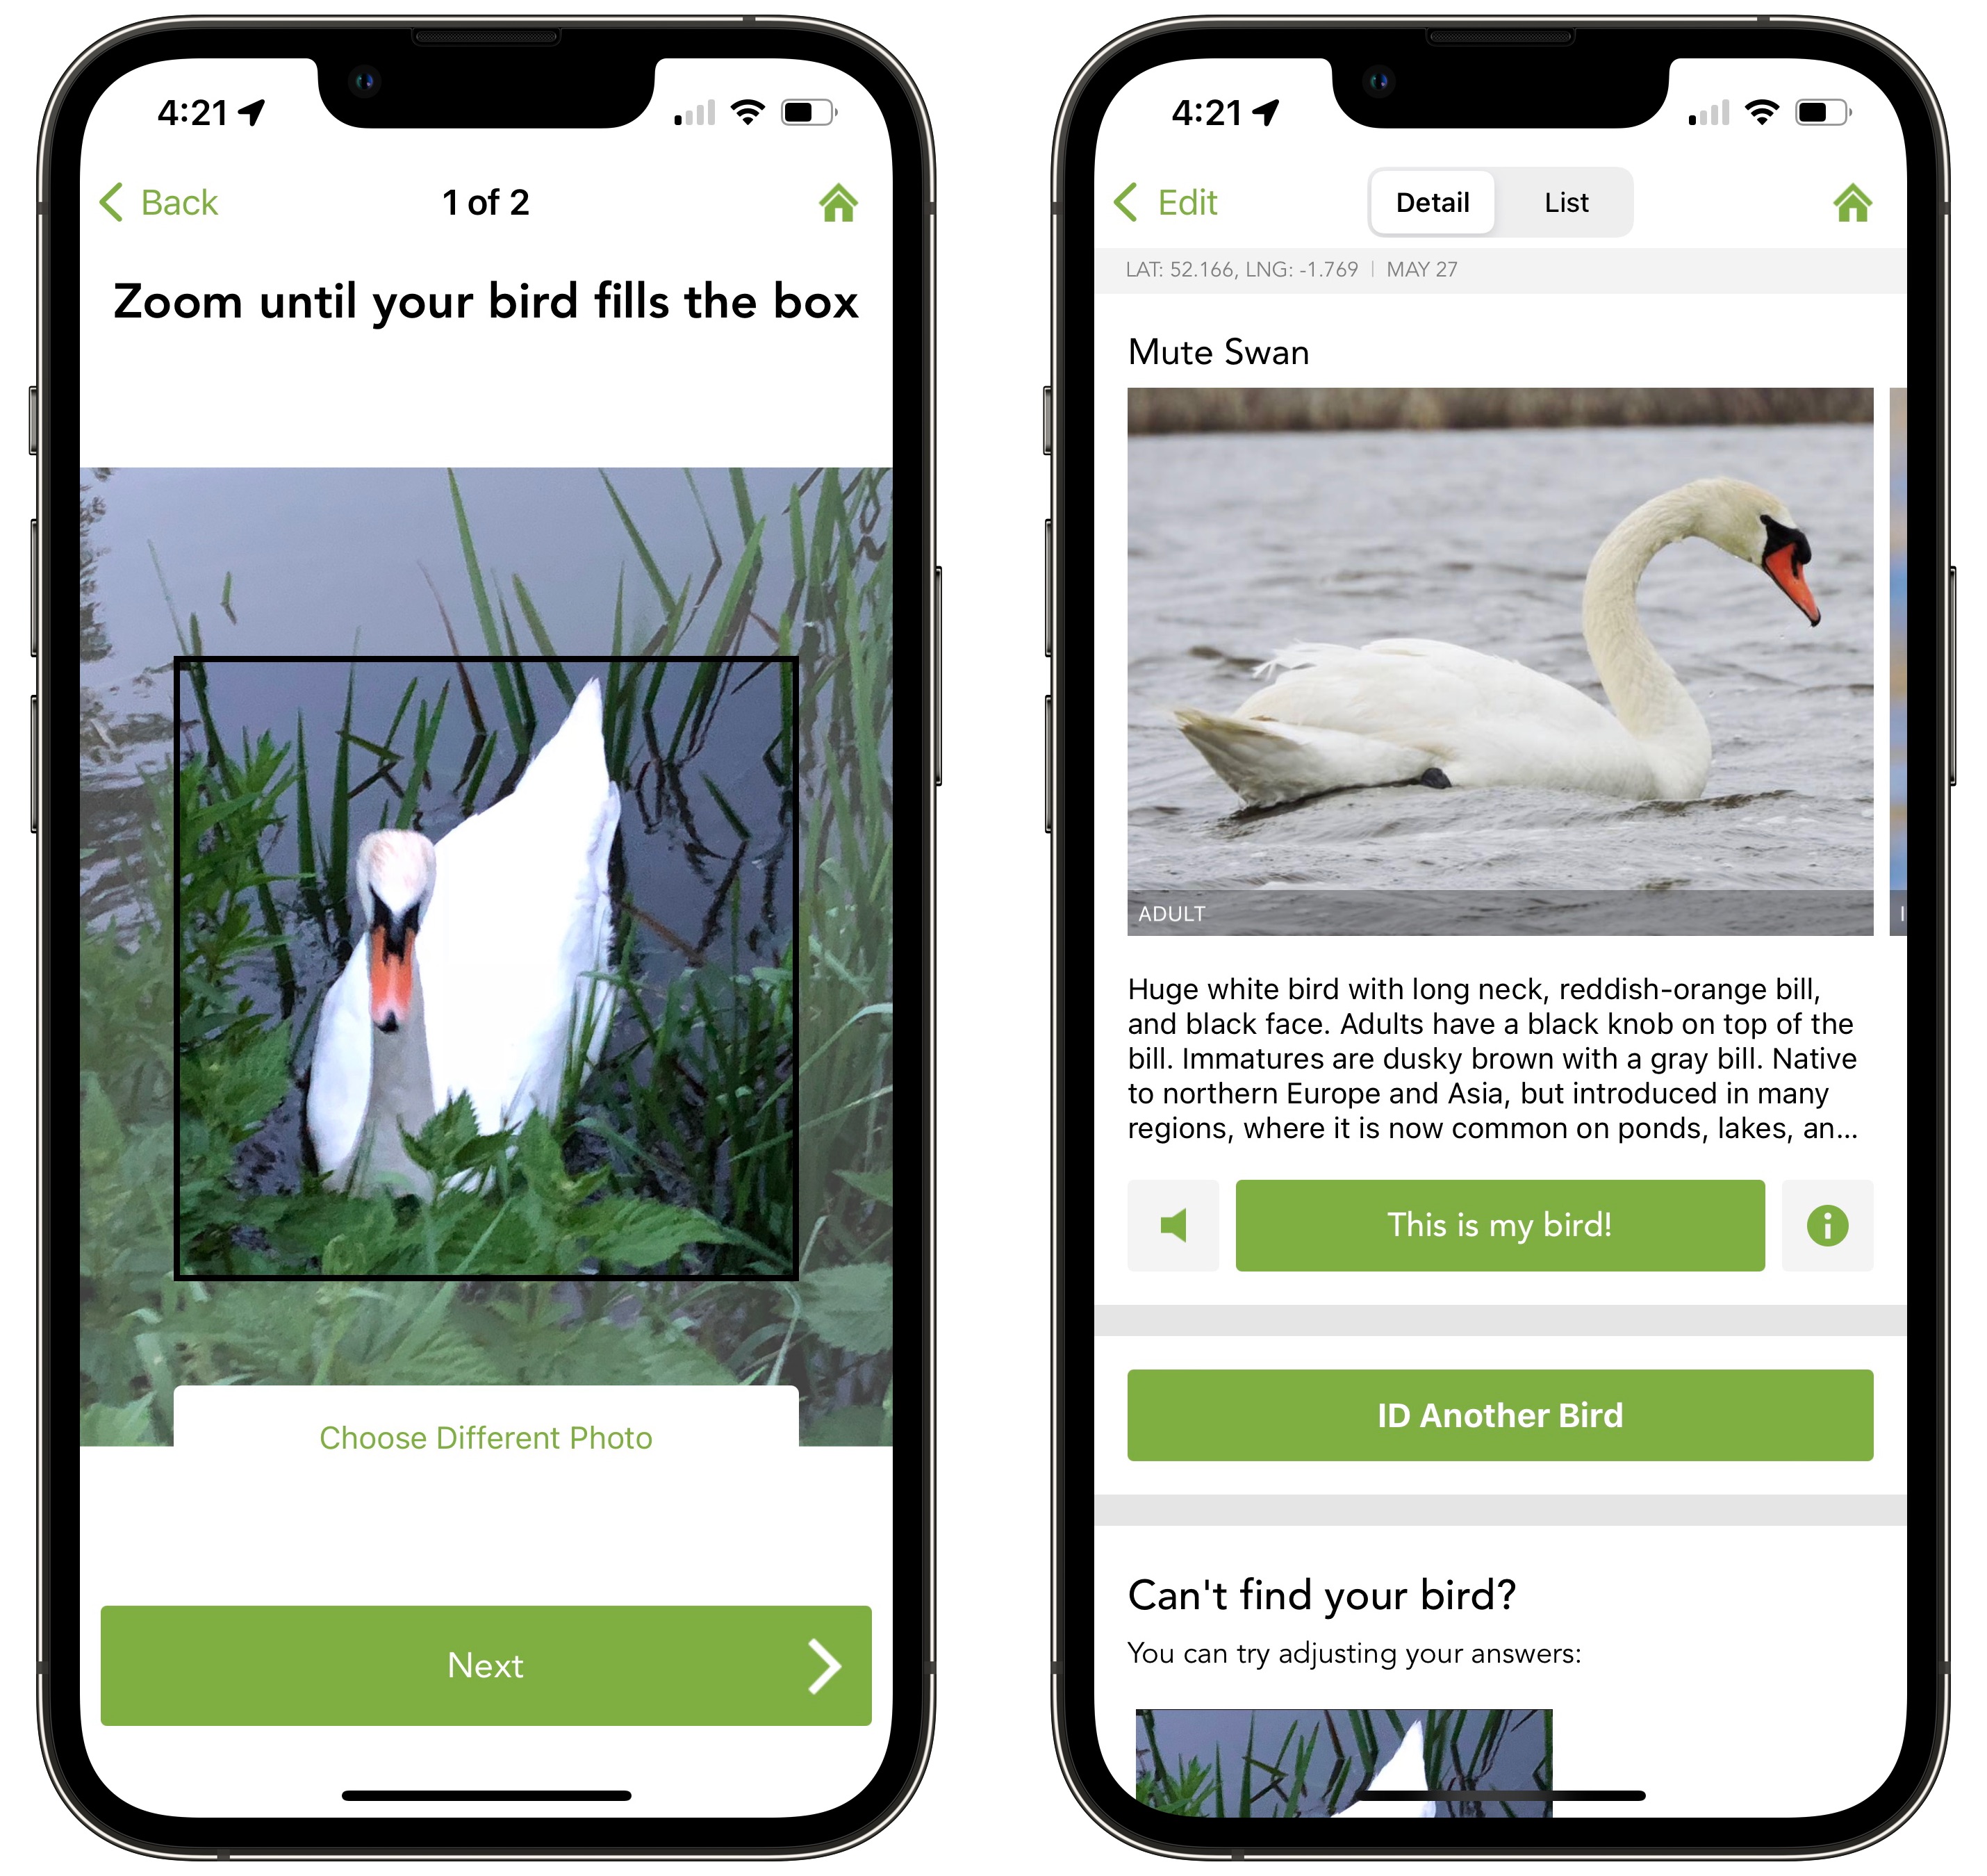 4:21
Back
1 of 2
Zoom until your bird fills the box
Choose Different Photo
Next
4:21
Edit
Detail
List
LAT: 52.166, LNG: -1.769 | MAY 27
Mute Swan
ADULT
Huge white bird with long neck, reddish-orange bill,
and black face. Adults have a black knob on top of the
bill. Immatures are dusky brown with a gray bill. Native
to northern Europe and Asia, but introduced in many
regions, where it is now common on ponds, lakes, an...
This is my bird!
ID Another Bird
Can't find your bird?
You can try adjusting your answers: